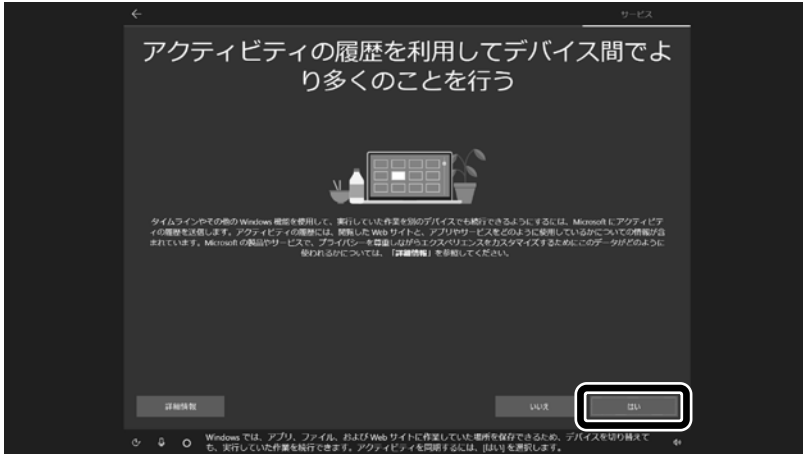 サービス
アクティビティの履歴を利用してデバイス間でよ
り多くのことを行う
タイムラインやその他の Windows 機能を使用して、実行していた作業を別のデバイスでも続行できるようにするには、Microsoft にアクティビテ
ィの履歴を送信します。アクティビティの履歴には、閲覧した Web サイトと、アプリやサービスをどのように使用しているかについての情報が含
まれています。Microsoft の製品やサービスで、プライバシーを尊重しながらエクスペリエンスをカスタマイズするためにこのデータがどのように
使われるかについては、「詳細情報」を参照してください。
詳細情報
いいえ
はい
Windows では、アプリ、ファイル、および Web サイトに作業していた場所を保存できるため、デバイスを切り替えて
も、実行していた作業を続行できます。アクティビティを同期するには、[はい] を選択します。